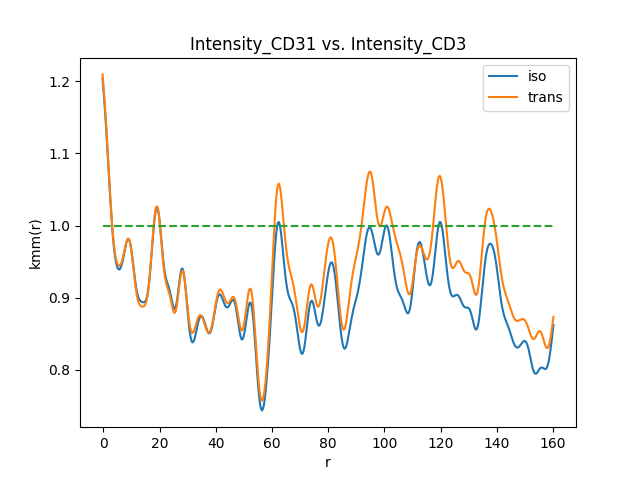 Intensity_CD31 vs. Intensity_CD3
iso
trans
1.2
1.1
1.0
0.9
0.8
kmm(r)
0 20 40 60 80 100 120 140 160
r